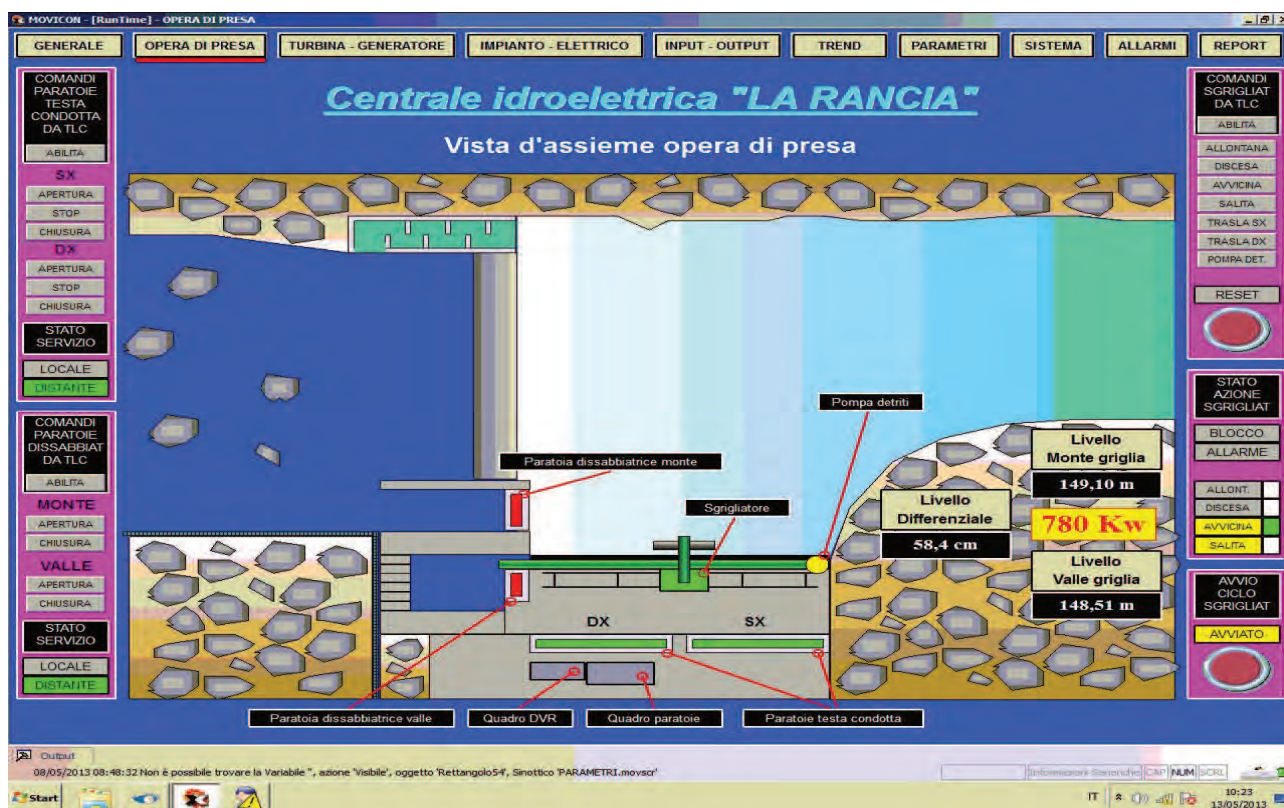 MOVICON - [RunTime] - OPERA DI PRESA
GENERALE
OPERA DI PRESA
TURBINA - GENERATORE
IMPIANTO - ELETTRICO
INPUT - OUTPUT
TREND
PARAMETRI
SISTEMA
ALLARMI
REPORT
COMANDI
PARATOIE
TESTA
CONDOTTA
DA TLC
ABILITA
SX
APERTURA
STOP
CHIUSURA
DX
APERTURA
STOP
CHIUSURA
STATO
SERVIZIO
LOCALE
DISTANTE
COMANDI
PARATOIE
DISSABBIAT
DA TLC
ABILITA
MONTE
APERTURA
CHIUSURA
VALLE
APERTURA
CHIUSURA
STATO
SERVIZIO
LOCALE
DISTANTE
Centrale idroelettrica "LA RANCIA"
Vista d'assieme opera di presa
Pompa detriti
Paratoia dissabbiatrice monte
Sgrigliatore
Livello
Monte griglia
149,10 m
Livello
Differenziale
58,4 cm
780 Kw
Livello
Valle griglia
148,51 m
DX
SX
Paratoia dissabbiatrice valle
Quadro DVR
Quadro paratoie
Paratoie testa condotta
COMANDI
SGRIGLIAT
DA TLC
ABILITA
ALLONTANA
DISCESA
AVVICINA
SALITA
TRASLA SX
TRASLA DX
POMPA DET.
RESET
STATO
AZIONE
SGRIGLIAT
BLOCCO
ALLARME
ALLONT.
DISCESA
AVVICINA
SALITA
AVVIO
CICLO
SGRIGLIAT
AVVIATO
Output
08/05/2013 08:48:32 Non è possibile trovare la Variabile '', azione 'Visibile', oggetto 'Rettangolo54', Sinottico 'PARAMETRI.movscr'
Informazioni Generiche CAP NUM SCRL
Start
IT
10:23
13/05/2013